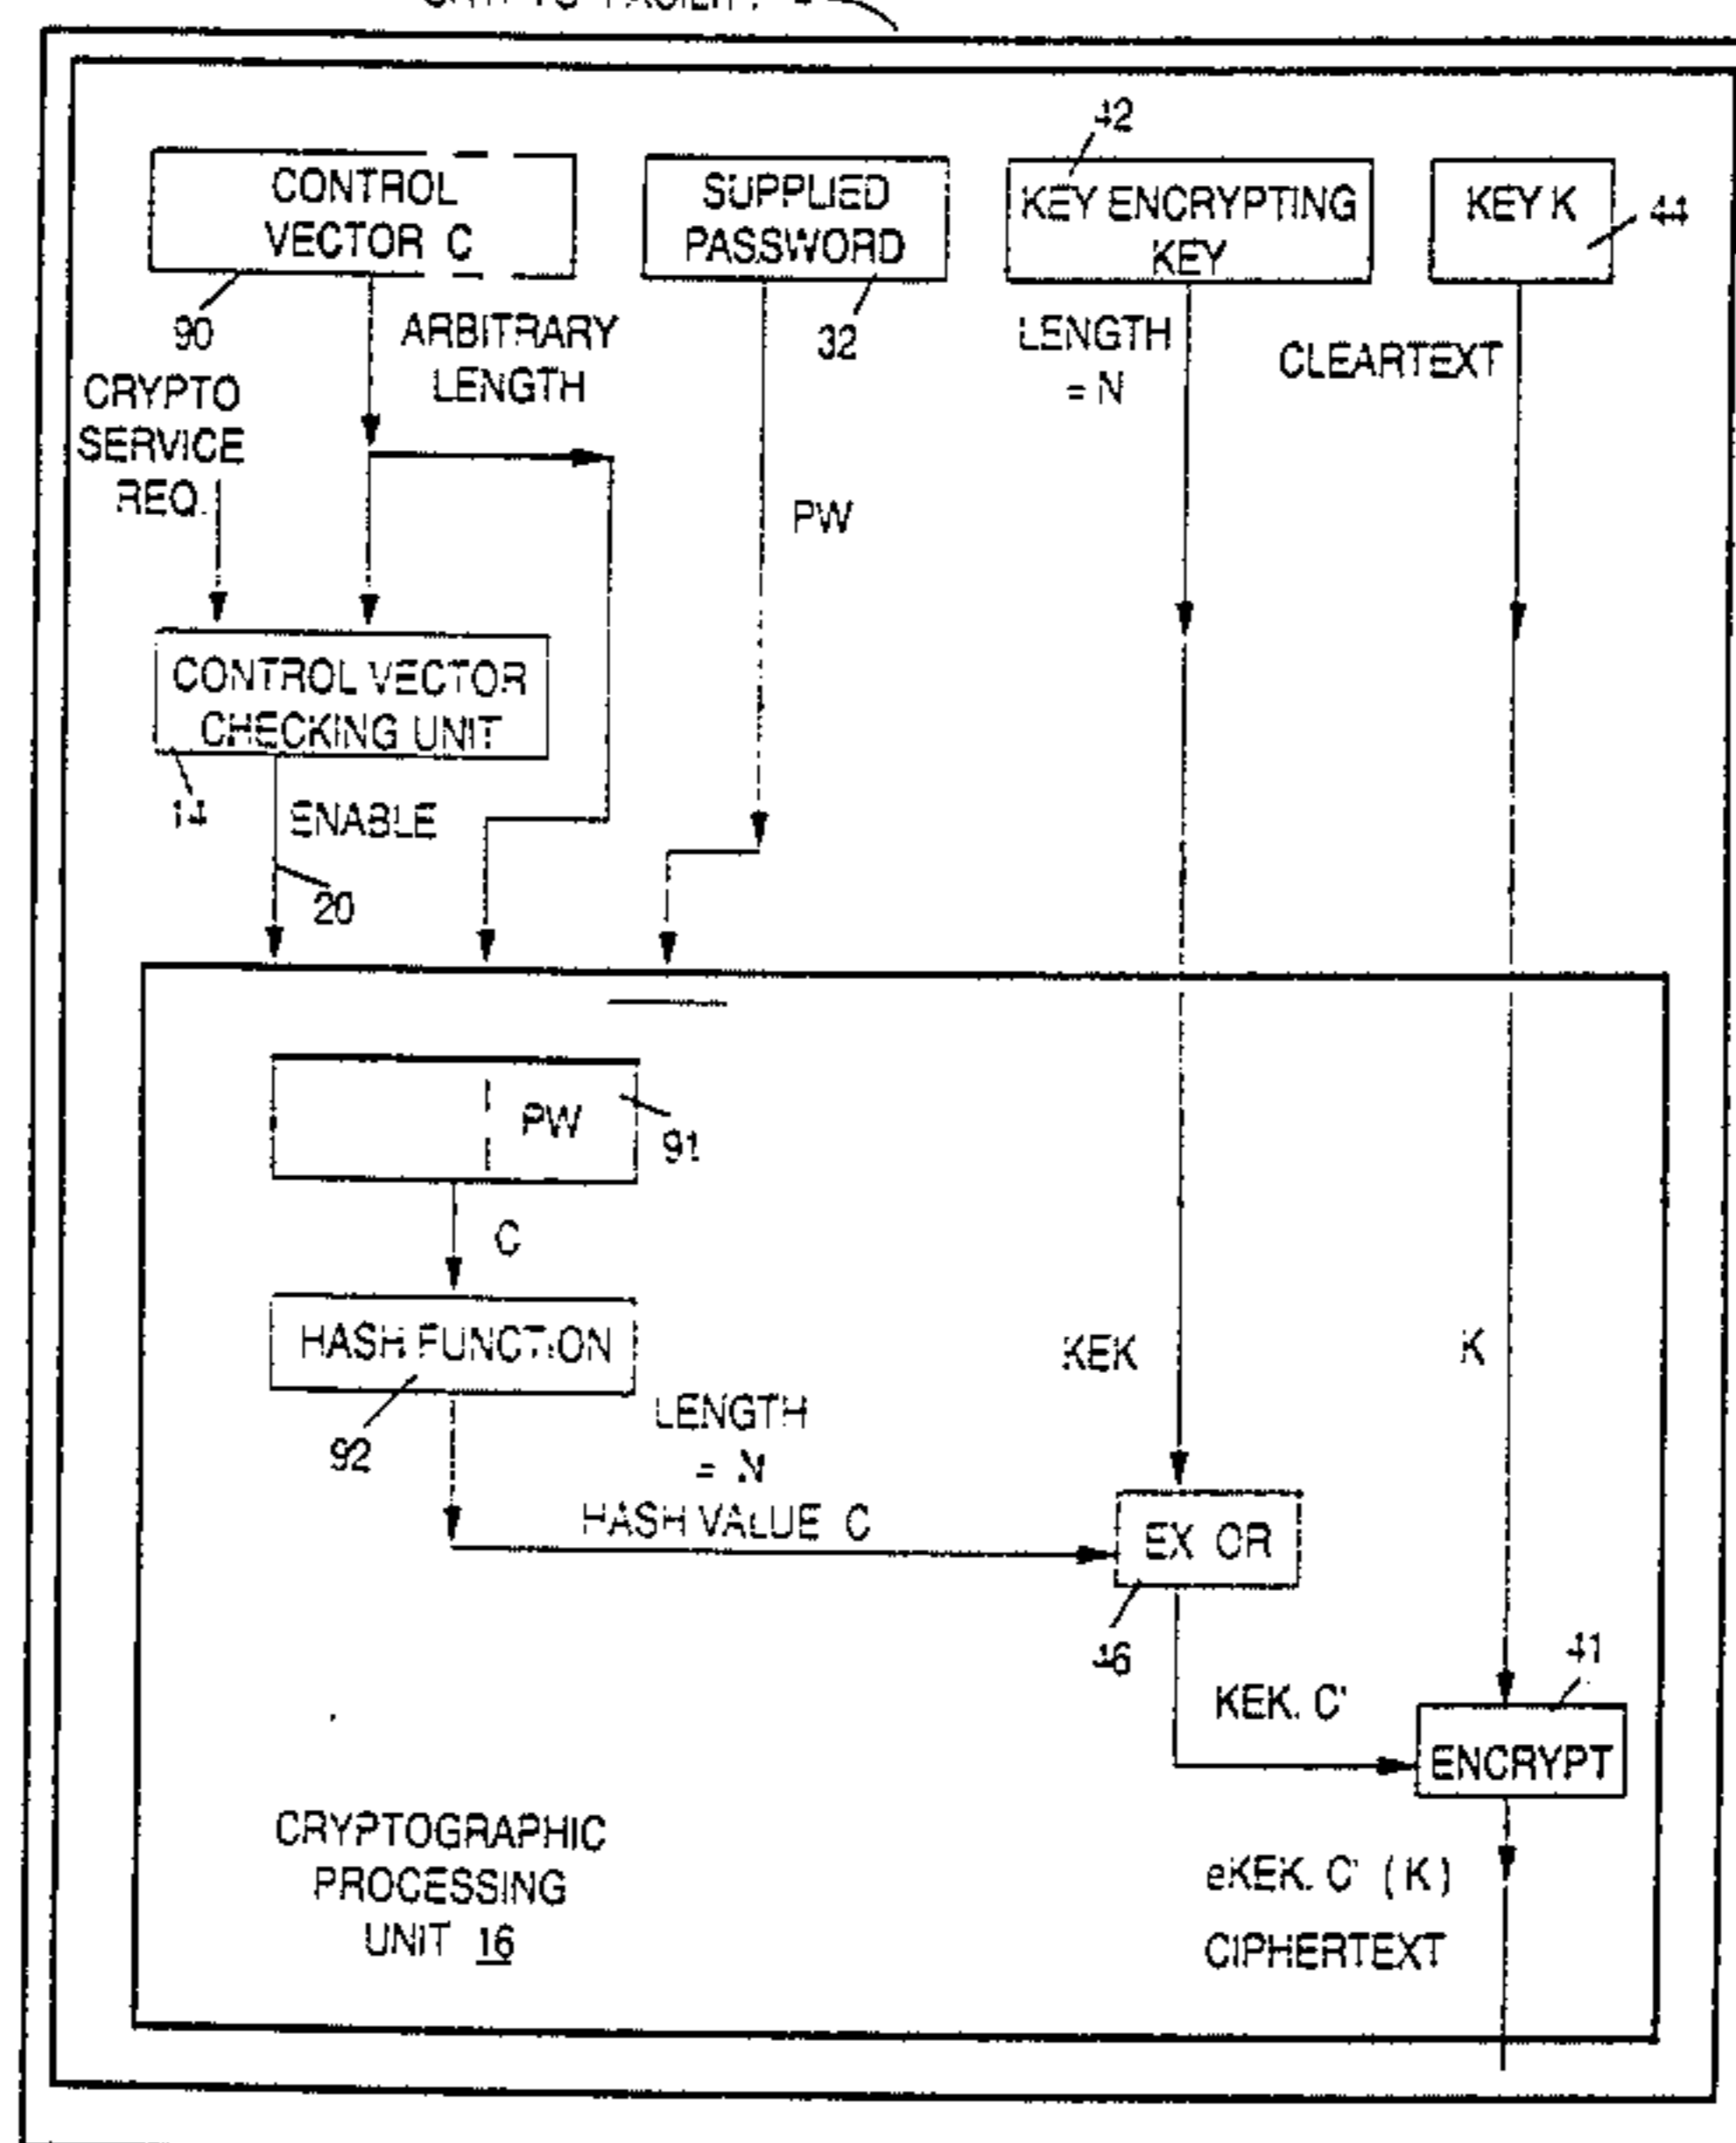 CONTROL
VECTOR C
90
SUPPLIED
PASSWORD
32
42
KEY ENCRYPTING
KEY
KEY K
44
ARBITRARY
LENGTH
LENGTH
= N
CLEARTEXT
CRYPTO
SERVICE
REQ.
PW
CONTROL VECTOR
CHECKING UNIT
14
ENABLE
20
PW
91
C
HASH FUNCTION
92
LENGTH
= N
HASH VALUE C
KEK
K
EX OR
46
KEK. C'
41
ENCRYPT
eKEK. C' ( K )
CIPHERTEXT
CRYPTOGRAPHIC
PROCESSING
UNIT 16